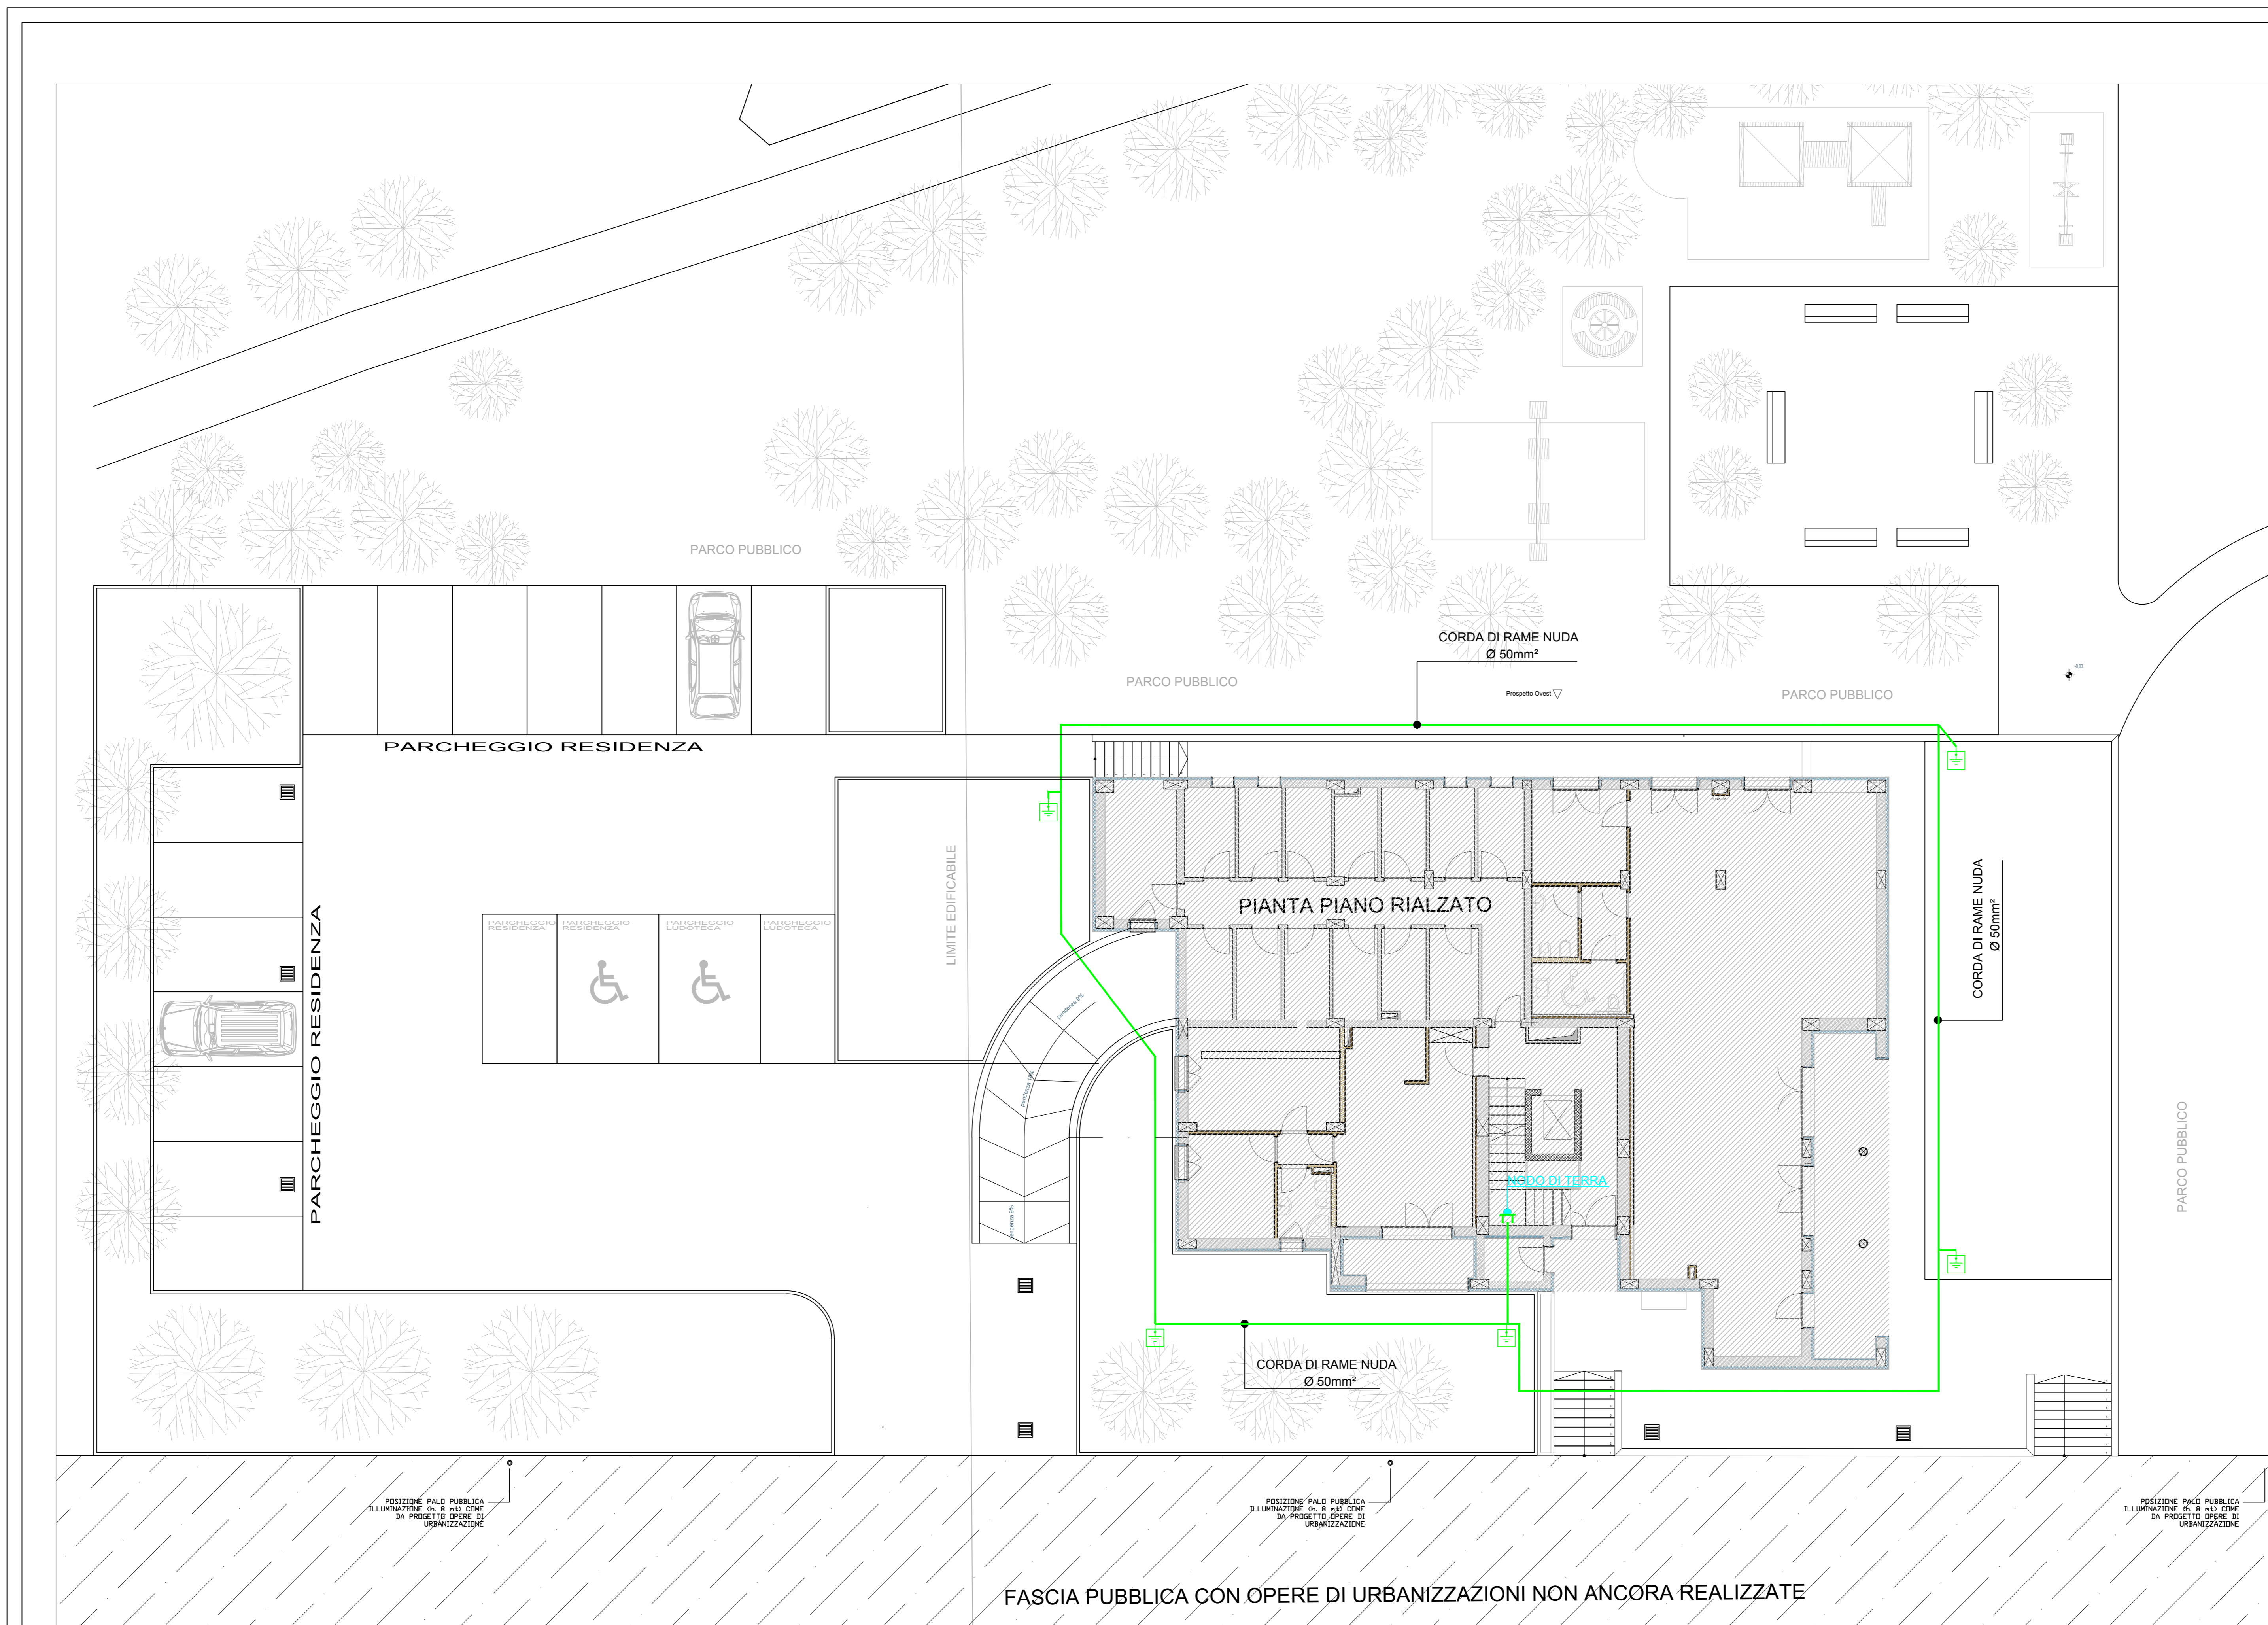 PARCO PUBBLICO
CORDA DI RAME NUDA
Ø 50mm²
PARCO PUBBLICO
Prospetto Ovest
PARCO PUBBLICO
PARCHEGGIO RESIDENZA
LIMITE EDIFICABILE
PIANTA PIANO RIALZATO
CORDA DI RAME NUDA
Ø 50mm²
PARCHEGGIO RESIDENZA
PARCHEGGIO
RESIDENZA
PARCHEGGIO
RESIDENZA
PARCHEGGIO
LUDOTECA
PARCHEGGIO
LUDOTECA
pendenza 9%
pendenza 9%
PARCO PUBBLICO
NODO DI TERRA
CORDA DI RAME NUDA
Ø 50mm²
POSIZIONE PALO PUBBLICA
ILLUMINAZIONE (h. 8 mt) COME
DA PROGETTO OPERE DI
URBANIZZAZIONE
POSIZIONE PALO PUBBLICA
ILLUMINAZIONE (h. 8 mt) COME
DA PROGETTO OPERE DI
URBANIZZAZIONE
POSIZIONE PALO PUBBLICA
ILLUMINAZIONE (h. 8 mt) COME
DA PROGETTO OPERE DI
URBANIZZAZIONE
FASCIA PUBBLICA CON OPERE DI URBANIZZAZIONI NON ANCORA REALIZZATE